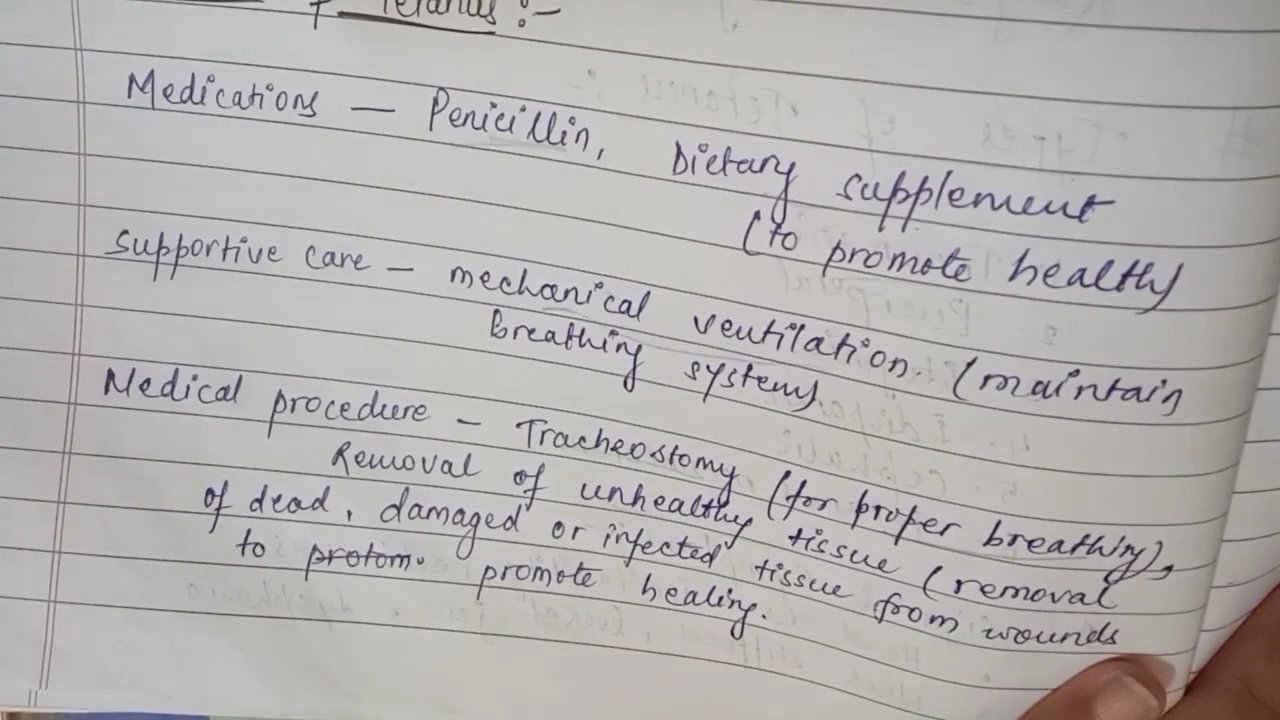 Tetanus :-
Medications — Penicillin, Dietary supplement
(to promote healthy
Supportive care - mechanical ventilation. (maintain
Breathing system)
Medical procedure - Tracheostomy (for proper breathing),
Removal of unhealthy tissue (removal
of dead, damaged or infected tissue from wounds
to protom. promote healing.